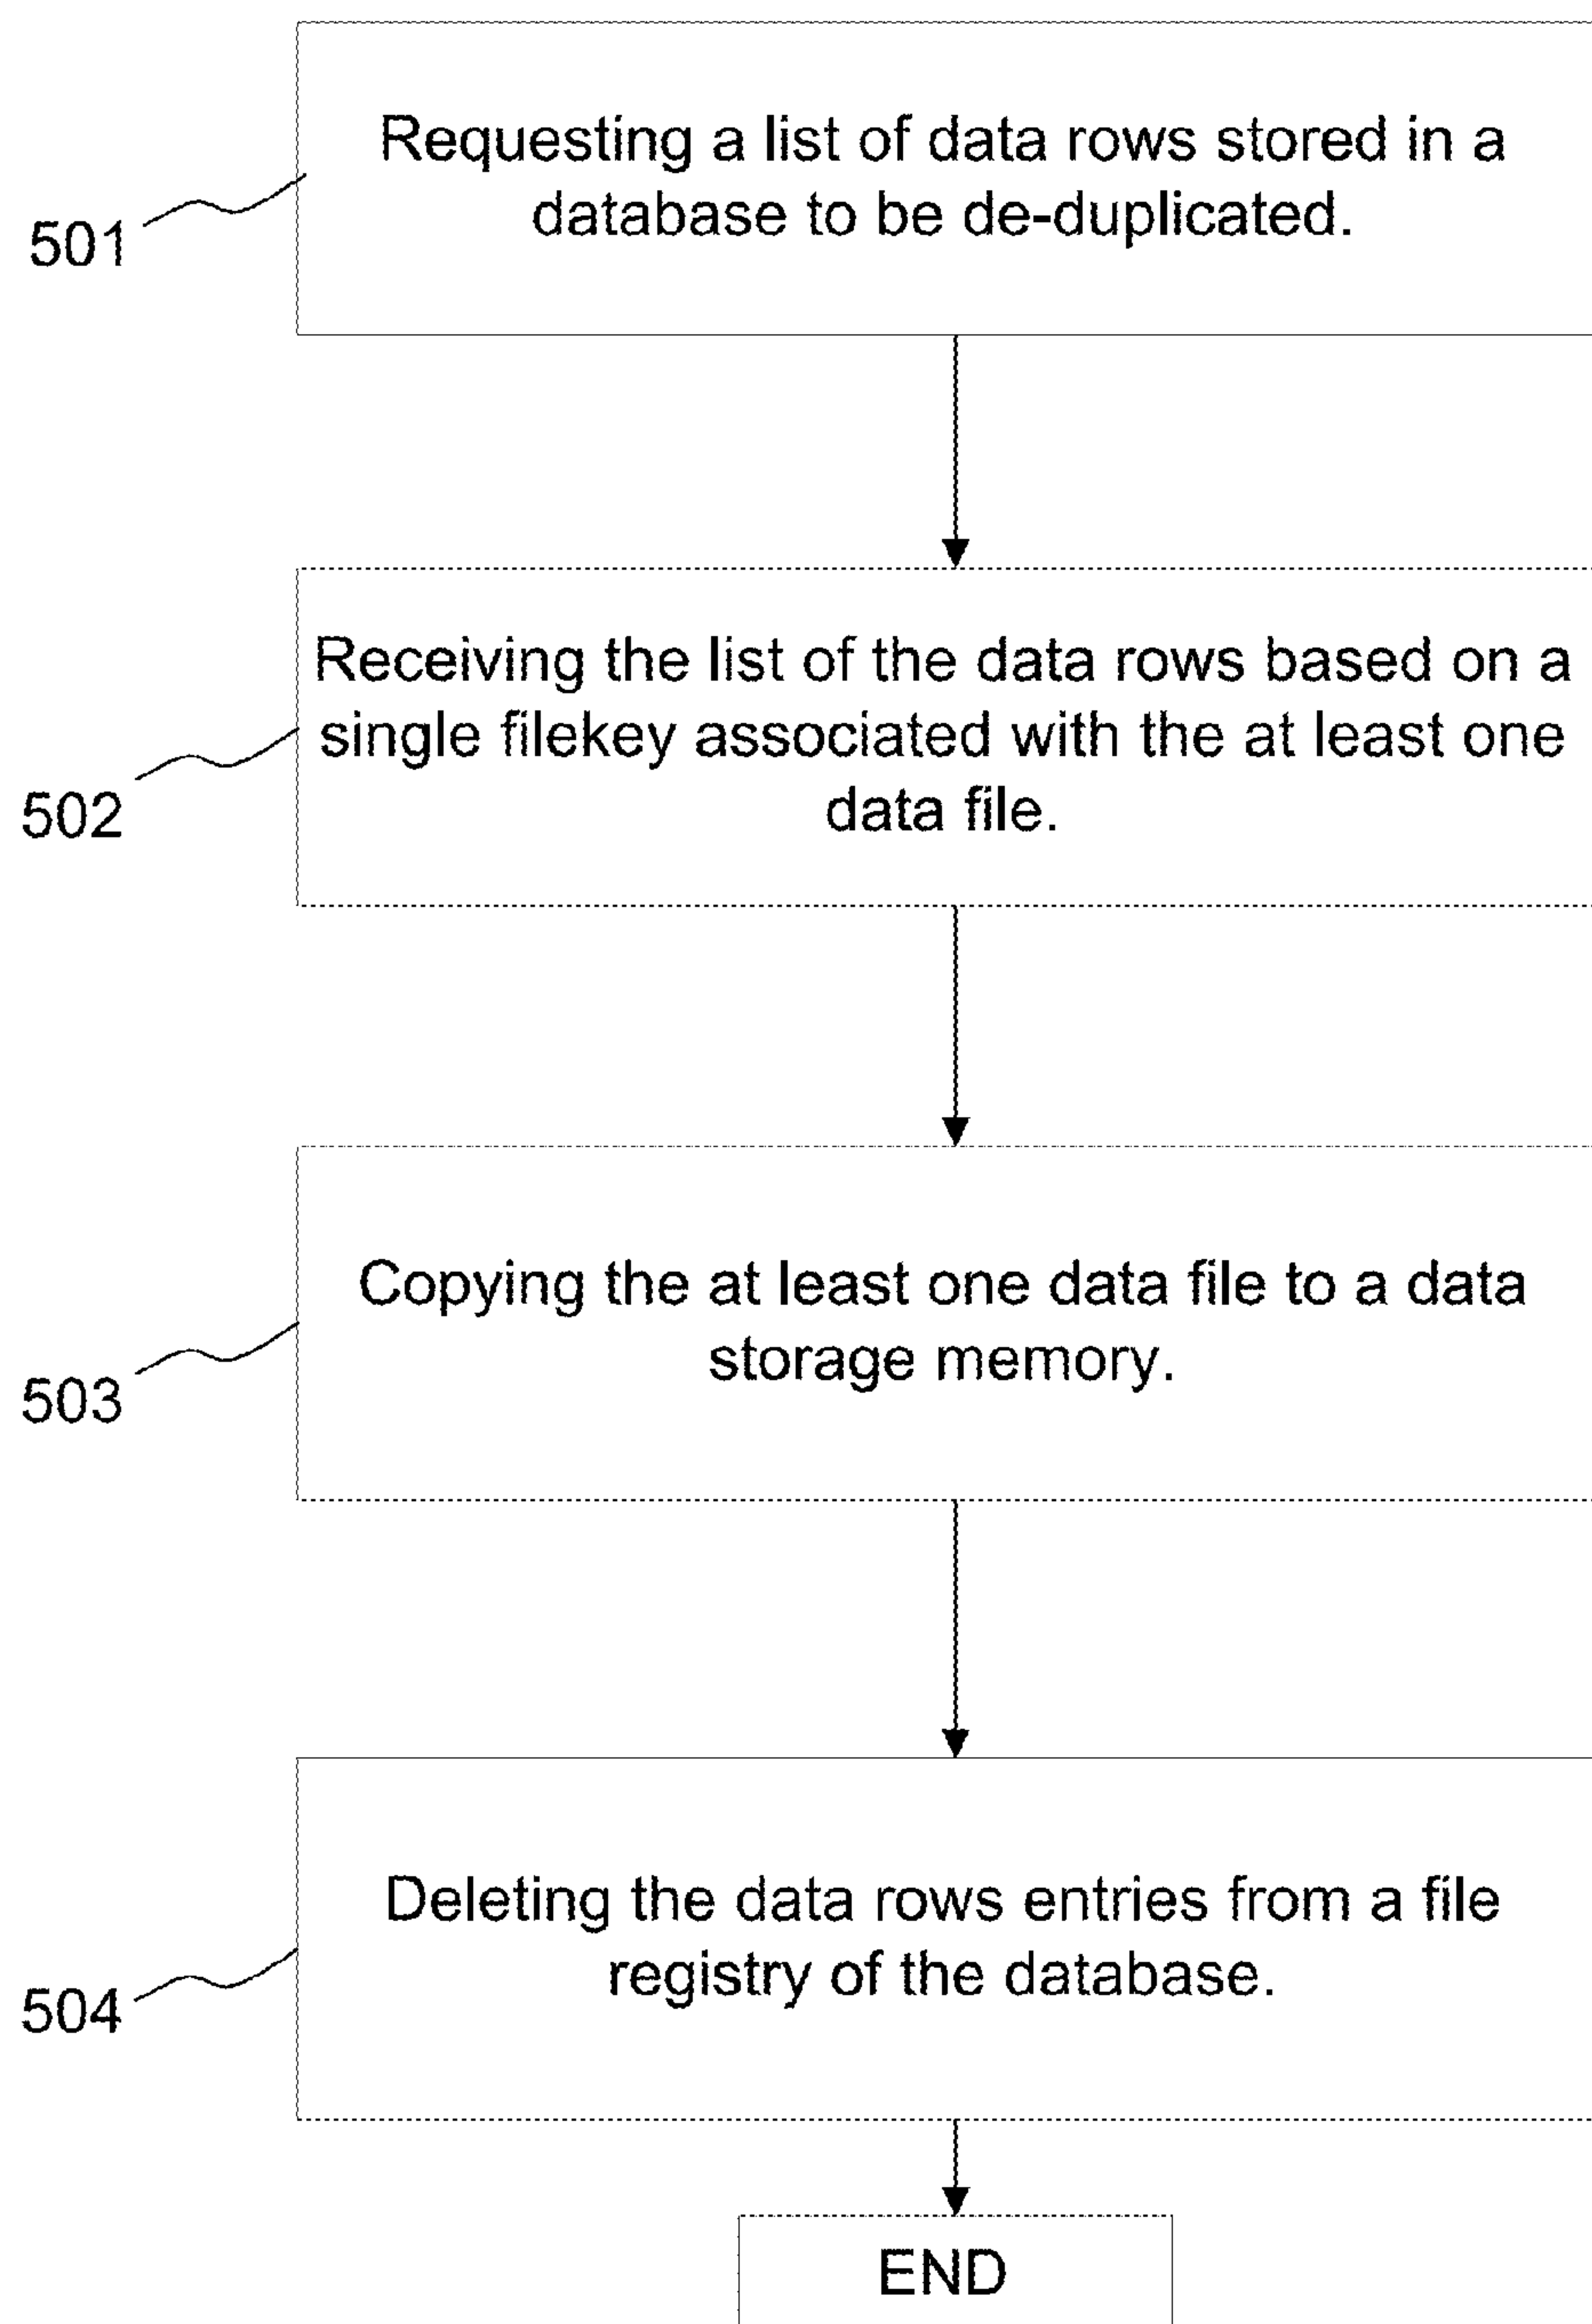 Requesting a list of data rows stored in a
database to be de-duplicated.
501
Receiving the list of the data rows based on a
single filekey associated with the at least one
data file.
502
Copying the at least one data file to a data
storage memory.
503
Deleting the data rows entries from a file
registry of the database.
504
END